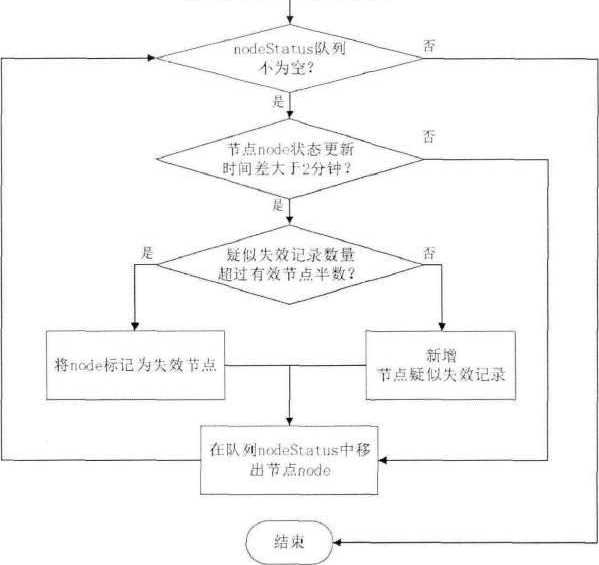 nodeStatus队列
不为空？
否
是
节点node状态更新
时间差大于2分钟？
否
是
疑似失效记录数量
超过有效节点半数？
是
否
将node标记为失效节点
新增
节点疑似失效记录
在队列nodeStatus中移
出节点node
结束